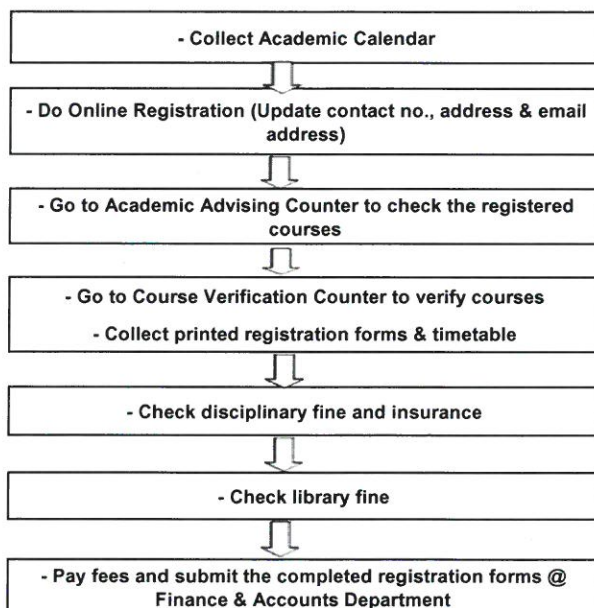 - Collect Academic Calendar
- Do Online Registration (Update contact no., address & email
address)
- Go to Academic Advising Counter to check the registered
courses
- Go to Course Verification Counter to verify courses
- Collect printed registration forms & timetable
- Check disciplinary fine and insurance
- Check library fine
- Pay fees and submit the completed registration forms @
Finance & Accounts Department